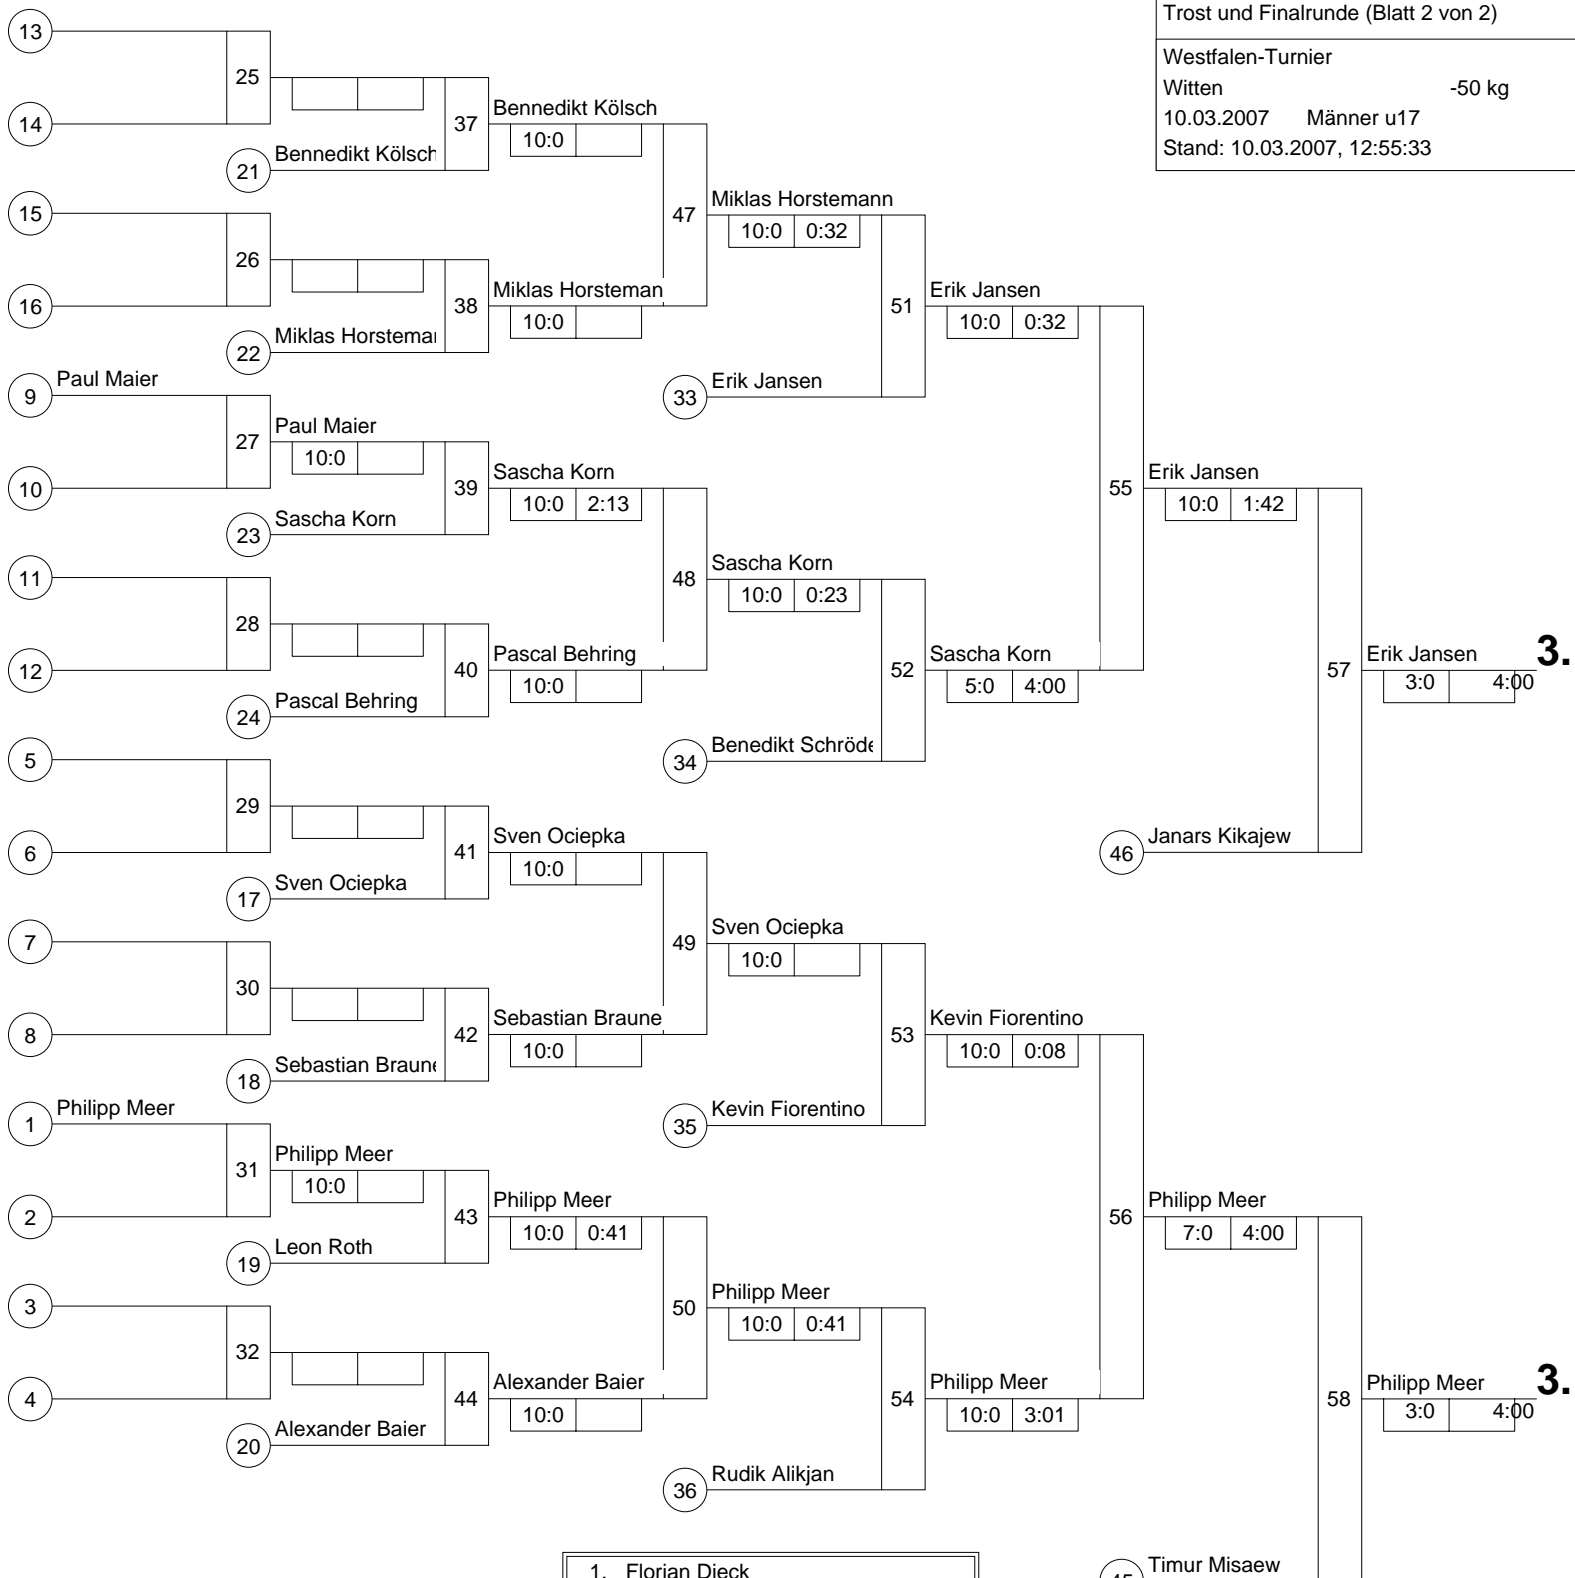 Trost und Finalrunde (Blatt 2 von 2)
Westfalen-Turnier
Witten -50 kg
10.03.2007 Männer u17
Stand: 10.03.2007, 12:55:33
13
25
14
37
Bennedikt Kölsch
10:0
21
Bennedikt Kölsch
47
Miklas Horstemann
10:0 0:32
15
26
16
38
Miklas Horsteman
10:0
22
Miklas Horstemar
51
Erik Jansen
10:0 0:32
33
Erik Jansen
9
Paul Maier
27
Paul Maier
10:0
10
39
Sascha Korn
10:0 2:13
23
Sascha Korn
55
Erik Jansen
10:0 1:42
11
28
12
48
Sascha Korn
10:0 0:23
40
Pascal Behring
10:0
24
Pascal Behring
52
Sascha Korn
5:0 4:00
34
Benedikt Schröde
57
Erik Jansen
3:0 4:00
3.
46
Janars Kikajew
5
29
6
41
Sven Ociepka
10:0
17
Sven Ociepka
7
30
8
49
Sven Ociepka
10:0
42
Sebastian Braune
10:0
18
Sebastian Braune
53
Kevin Fiorentino
10:0 0:08
35
Kevin Fiorentino
1
Philipp Meer
31
Philipp Meer
10:0
2
43
Philipp Meer
10:0 0:41
19
Leon Roth
56
Philipp Meer
7:0 4:00
3
32
4
50
Philipp Meer
10:0 0:41
44
Alexander Baier
10:0
20
Alexander Baier
54
Philipp Meer
10:0 3:01
36
Rudik Alikjan
58
Philipp Meer
3:0 4:00
3.
45
Timur Misaew
1. Florian Dieck